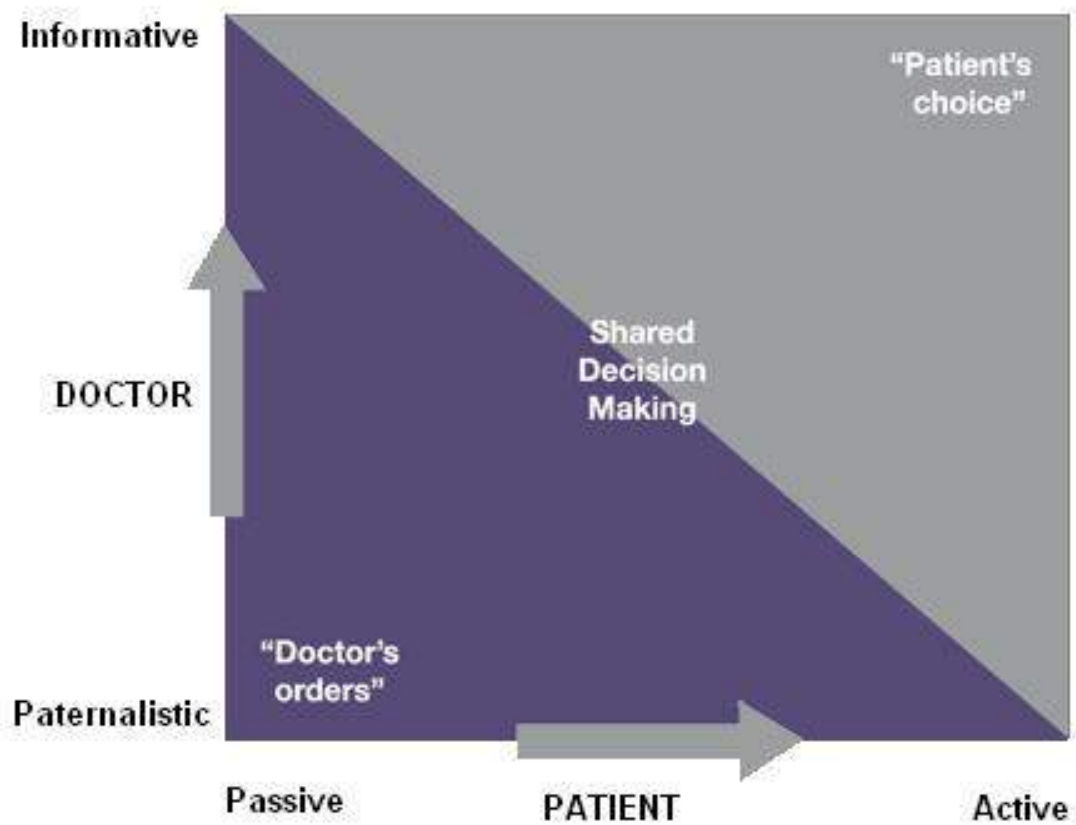 Informative
“Patient’s
choice”
Shared
Decision
Making
DOCTOR
“Doctor’s
orders”
Paternalistic
Passive
PATIENT
Active